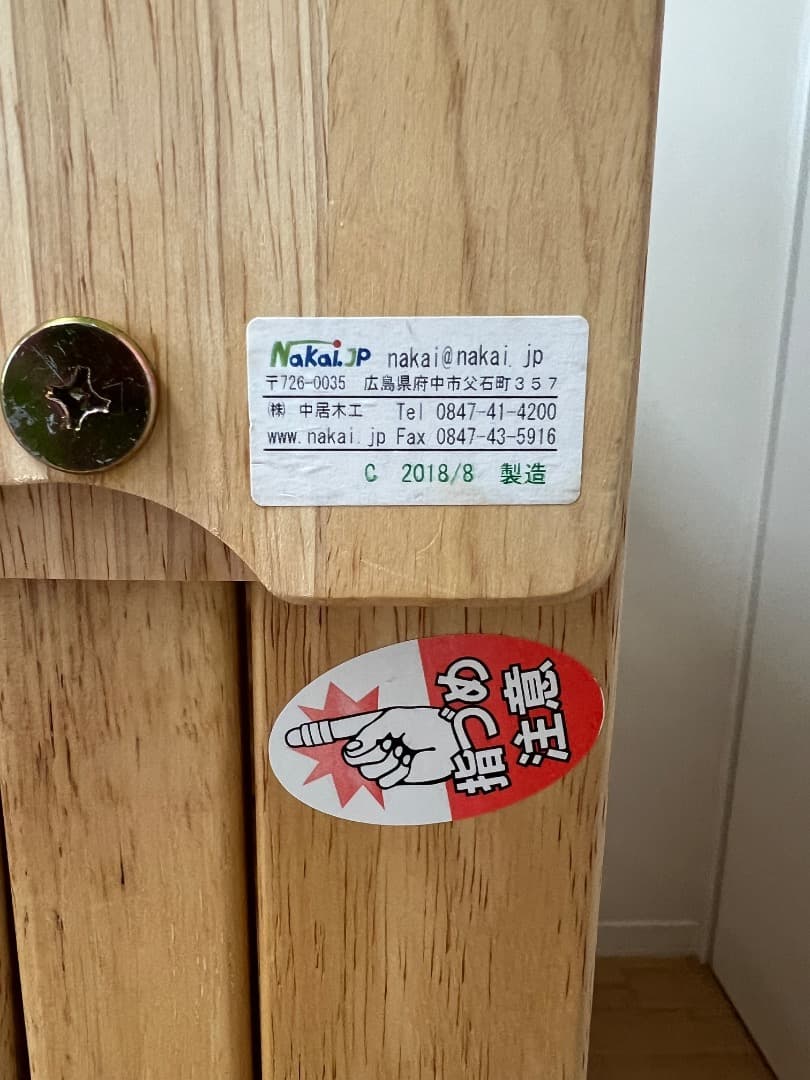 Nakai.JP nakai@nakai.jp
〒726-0035 広島県府中市父石町３５７
㈱ 中居木工 Tel 0847-41-4200
www.nakai.jp Fax 0847-43-5916
C 2018/8 製造
指づめ
注意